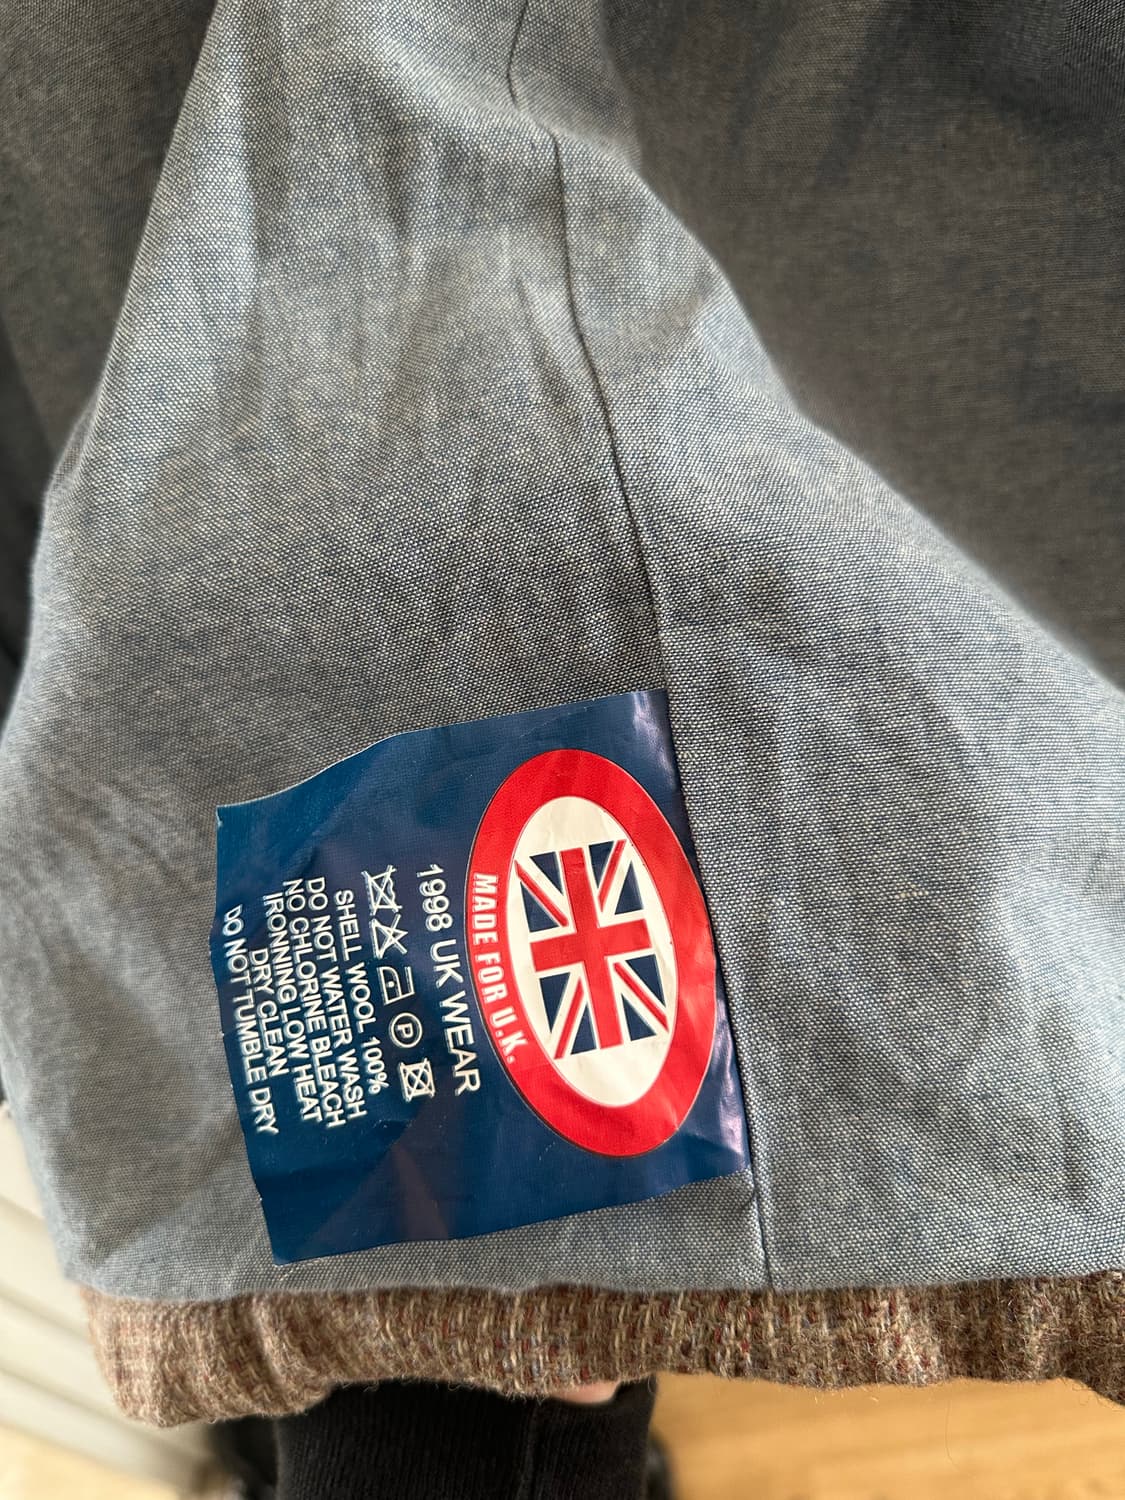 MADE FOR U.K.
1998 UK WEAR
P
SHELL WOOL 100%
DO NOT WATER WASH
NO CHLORINE BLEACH
IRONNING LOW HEAT
DRY CLEAN
DO NOT TUMBLE DRY